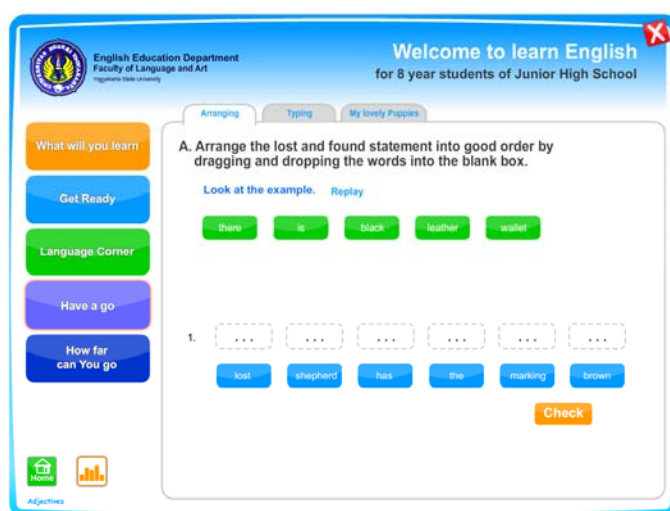 English Education Department
Faculty of Language and Art
Yogyakarta State University
Welcome to learn English
for 8 year students of Junior High School
X
Arranging
Typing
My lovely Puppies
What will you learn
Get Ready
Language Corner
Have a go
How far
can You go
A. Arrange the lost and found statement into good order by
dragging and dropping the words into the blank box.
Look at the example. Replay
there is black leather wallet
1. ... ... ... ... ... ...
lost shepherd has the marking brown
Check
Home
Adjectives